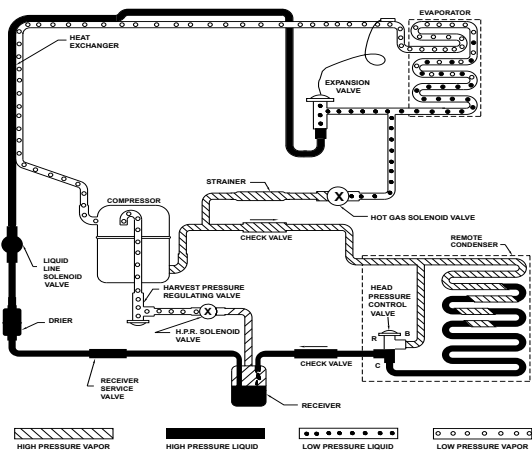 EVAPORATOR
HEAT
EXCHANGER
EXPANSION
VALVE
STRAINER
X
HOT GAS SOLENOID VALVE
COMPRESSOR
CHECK VALVE
REMOTE
CONDENSER
LIQUID
LINE
SOLENOID
VALVE
HARVEST PRESSURE
REGULATING VALVE
HEAD
PRESSURE
CONTROL
VALVE
X
DRIER
H.P.R. SOLENOID
VALVE
R
B
C
RECEIVER
SERVICE
VALVE
CHECK VALVE
RECEIVER
HIGH PRESSURE VAPOR
HIGH PRESSURE LIQUID
LOW PRESSURE LIQUID
LOW PRESSURE VAPOR